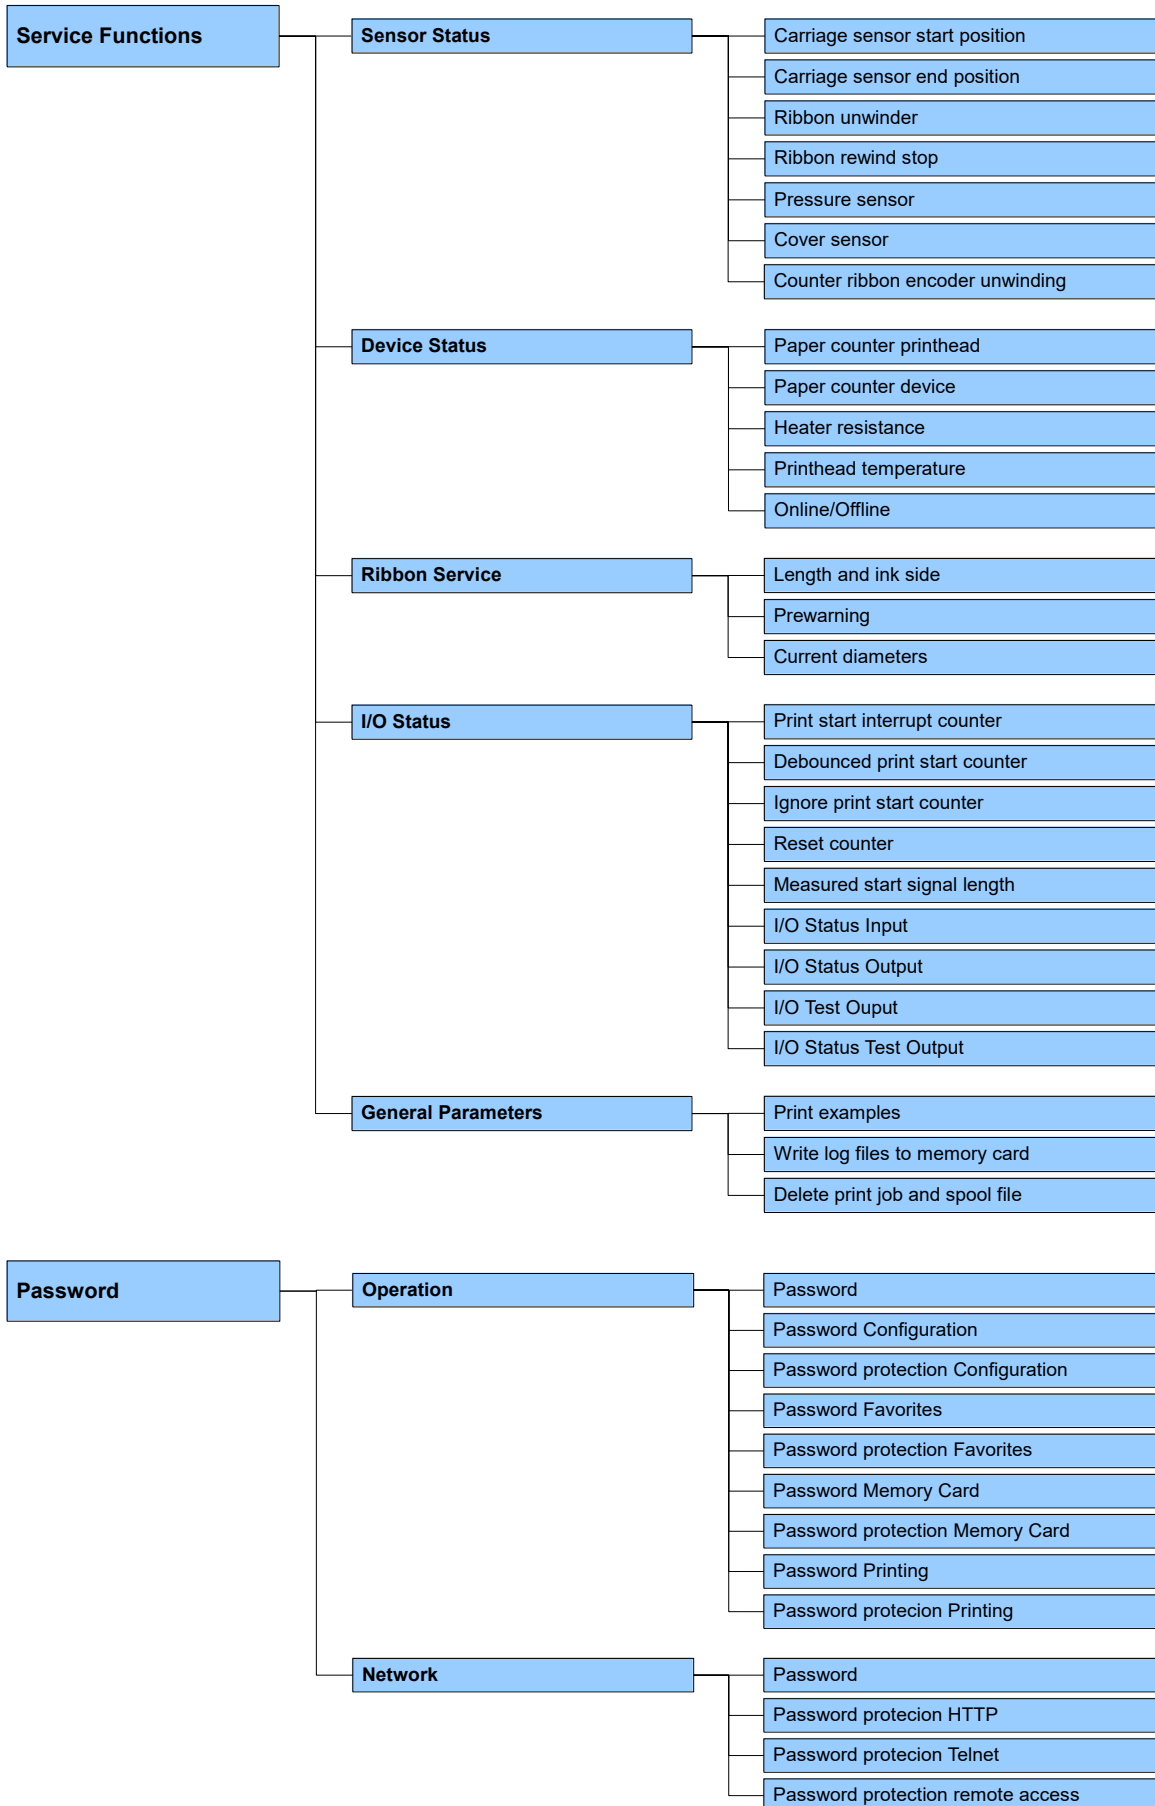 Service Functions
Sensor Status
Carriage sensor start position
Carriage sensor end position
Ribbon unwinder
Ribbon rewind stop
Pressure sensor
Cover sensor
Counter ribbon encoder unwinding
Device Status
Paper counter printhead
Paper counter device
Heater resistance
Printhead temperature
Online/Offline
Ribbon Service
Length and ink side
Prewarning
Current diameters
I/O Status
Print start interrupt counter
Debounced print start counter
Ignore print start counter
Reset counter
Measured start signal length
I/O Status Input
I/O Status Output
I/O Test Ouput
I/O Status Test Output
General Parameters
Print examples
Write log files to memory card
Delete print job and spool file
Password
Operation
Password
Password Configuration
Password protection Configuration
Password Favorites
Password protection Favorites
Password Memory Card
Password protection Memory Card
Password Printing
Password protecion Printing
Network
Password
Password protecion HTTP
Password protecion Telnet
Password protection remote access